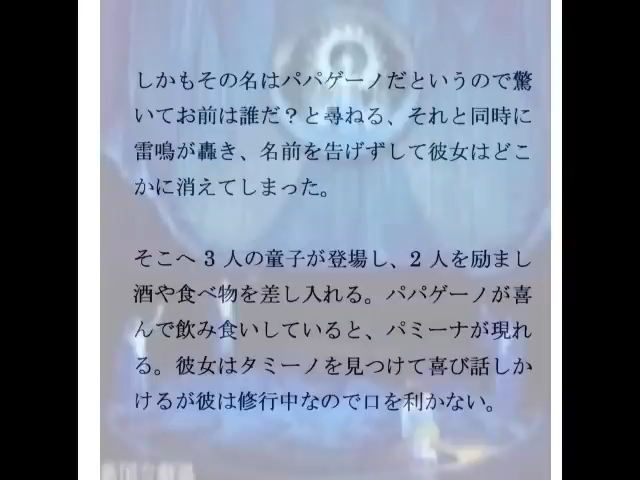 しかもその名はパパゲーノだというので驚
いてお前は誰だ？と尋ねる、それと同時に
雷鳴が轟き、名前を告げずして彼女はどこ
かに消えてしまった。
そこへ 3 人の童子が登場し、2 人を励まし
酒や食べ物を差し入れる。パパゲーノが喜
んで飲み食いしていると、パミーナが現れ
る。彼女はタミーノを見つけて喜び話しか
けるが彼は修行中なので口を利かない。